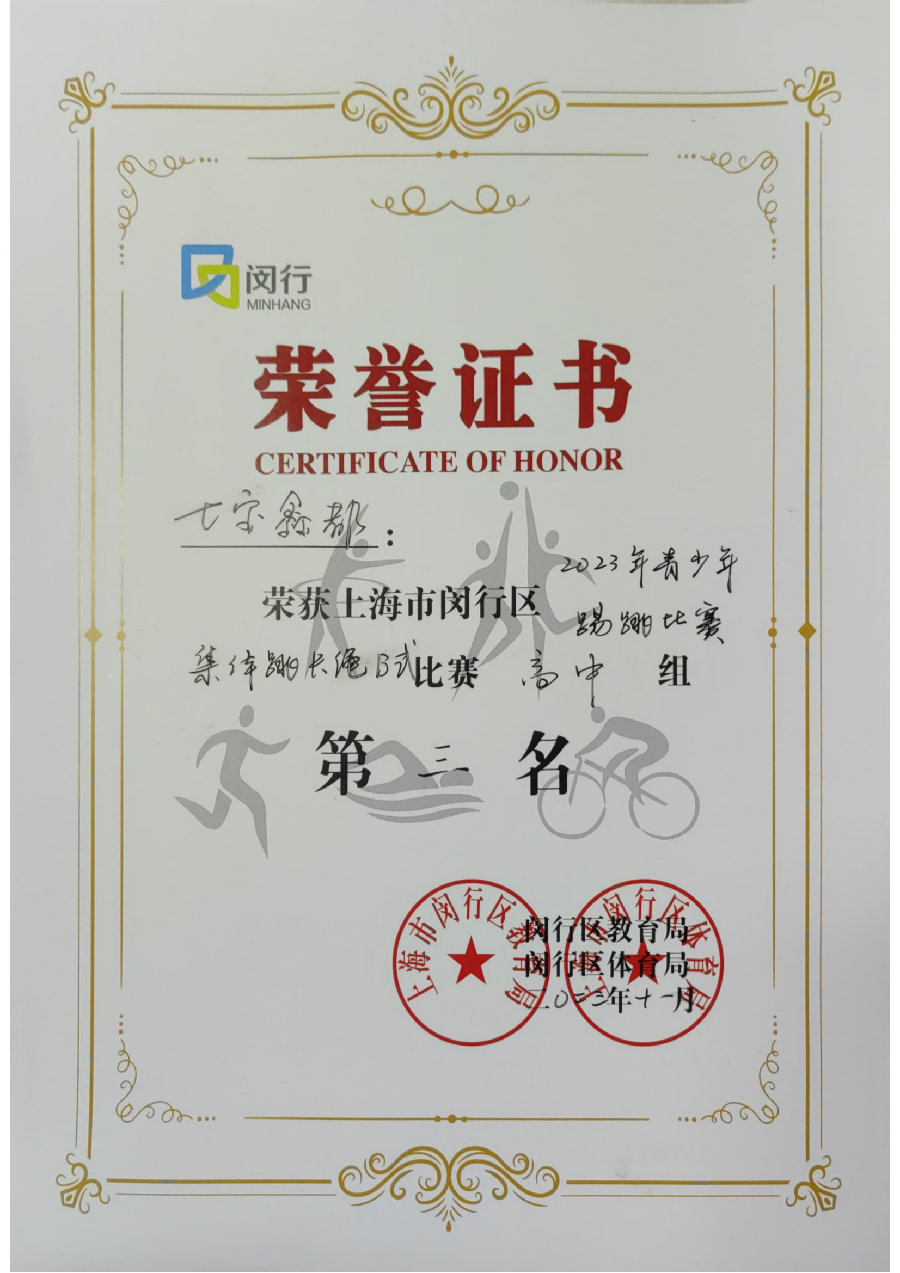 闵行
MINHANG
荣誉证书
CERTIFICATE OF HONOR
七宝鑫都：
荣获上海市闵行区 2023年青少年
踢跳比赛
集体跳长绳B式比赛 高中 组
第 三 名
上海市闵行区教育局
上海市闵行区体育局
闵行区教育局
闵行区体育局
二〇二三年十一月